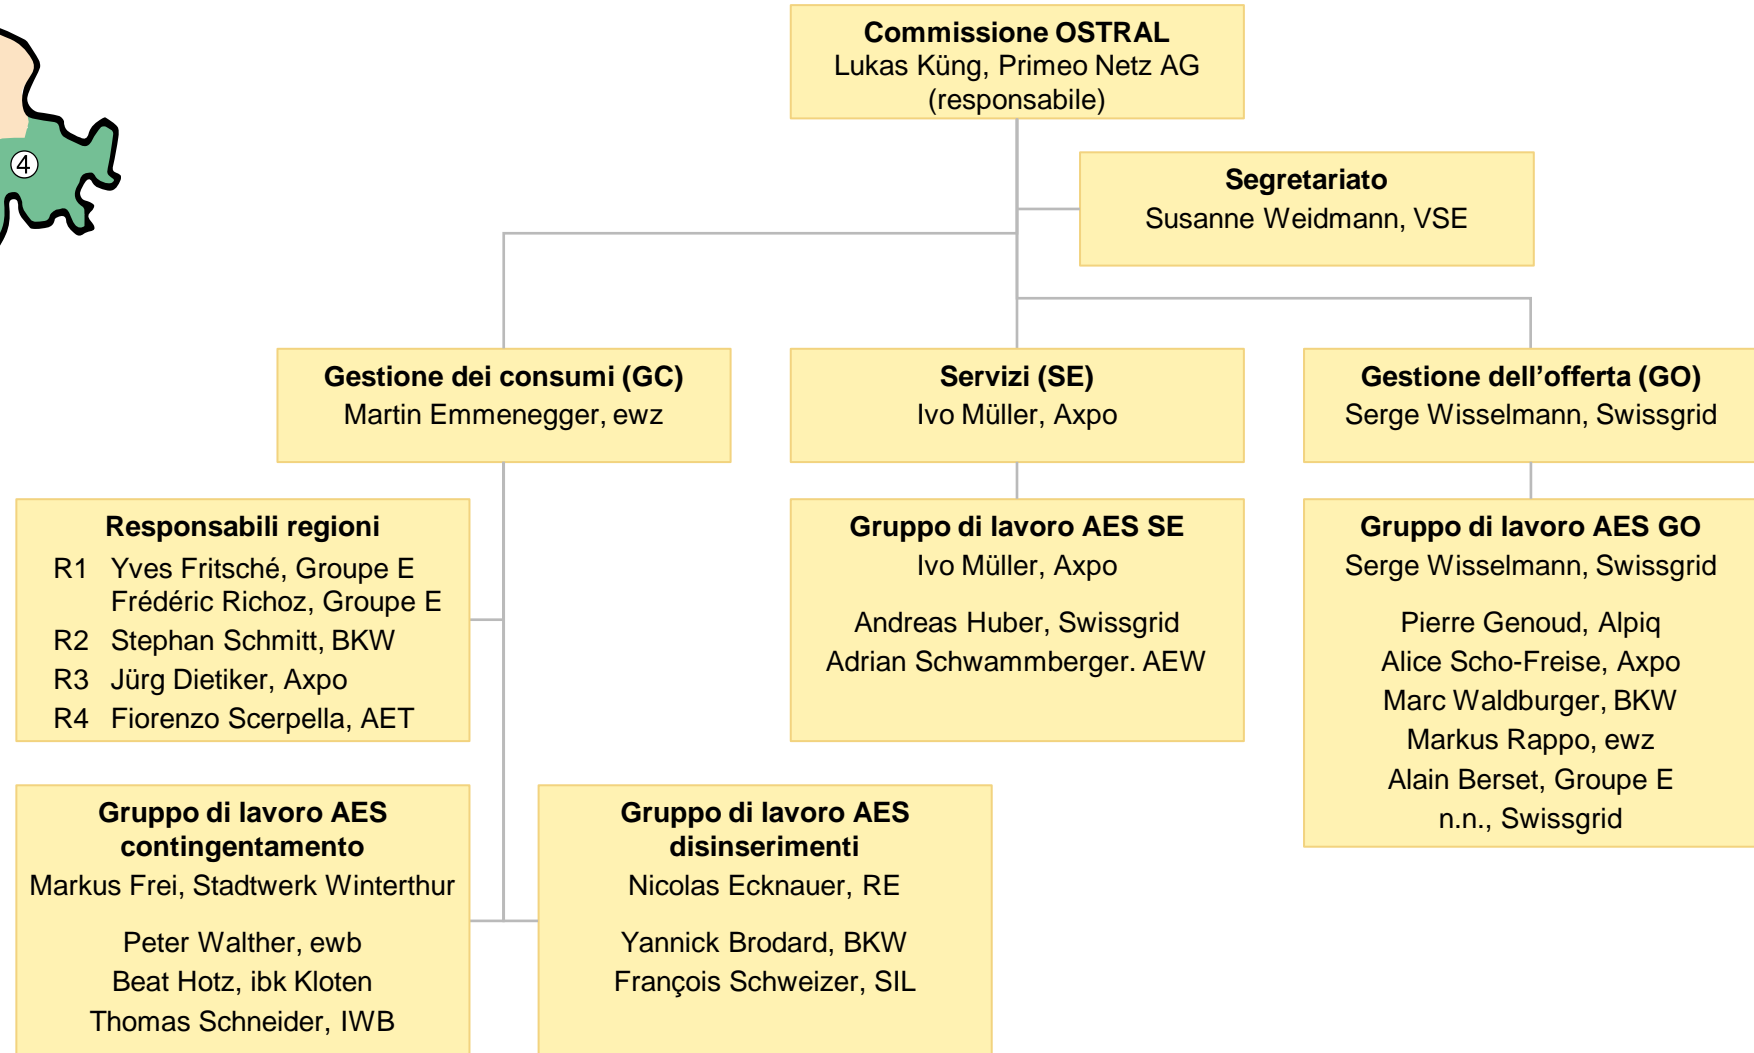 Commissione OSTRAL
Lukas Küng, Primeo Netz AG
(responsabile)
4
Segretariato
Susanne Weidmann, VSE
Gestione dei consumi (GC)
Martin Emmenegger, ewz
Servizi (SE)
Ivo Müller, Axpo
Gestione dell’offerta (GO)
Serge Wisselmann, Swissgrid
Responsabili regioni
R1 Yves Fritsché, Groupe E
Frédéric Richoz, Groupe E
R2 Stephan Schmitt, BKW
R3 Jürg Dietiker, Axpo
R4 Fiorenzo Scerpella, AET
Gruppo di lavoro AES SE
Ivo Müller, Axpo
Andreas Huber, Swissgrid
Adrian Schwammberger. AEW
Gruppo di lavoro AES GO
Serge Wisselmann, Swissgrid
Pierre Genoud, Alpiq
Alice Scho-Freise, Axpo
Marc Waldburger, BKW
Markus Rappo, ewz
Alain Berset, Groupe E
n.n., Swissgrid
Gruppo di lavoro AES
contingentamento
Markus Frei, Stadtwerk Winterthur
Peter Walther, ewb
Beat Hotz, ibk Kloten
Thomas Schneider, IWB
Gruppo di lavoro AES
disinserimenti
Nicolas Ecknauer, RE
Yannick Brodard, BKW
François Schweizer, SIL